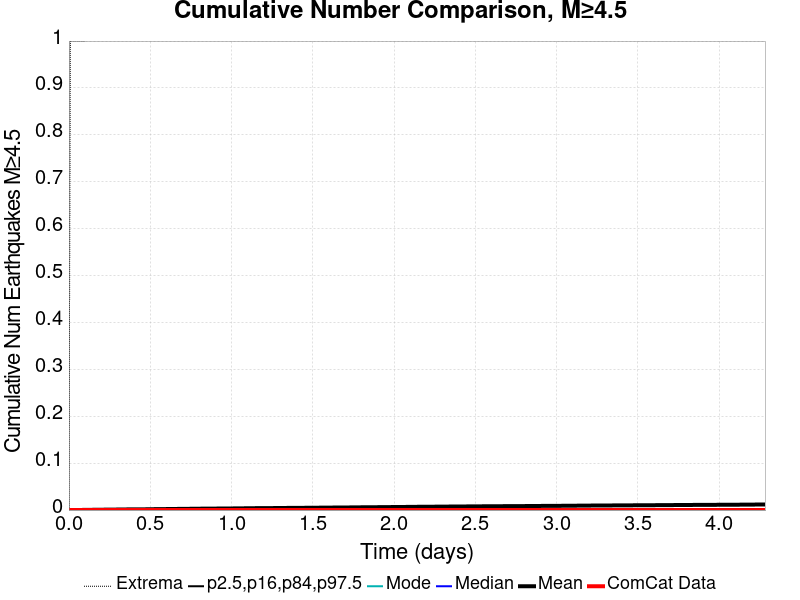 Cumulative Number Comparison, M≥4.5
Cumulative Num Earthquakes M≥4.5
1
0.9
0.8
0.7
0.6
0.5
0.4
0.3
0.2
0.1
0
0.0 0.5 1.0 1.5 2.0 2.5 3.0 3.5 4.0
Time (days)
Extrema p2.5,p16,p84,p97.5 Mode Median Mean ComCat Data